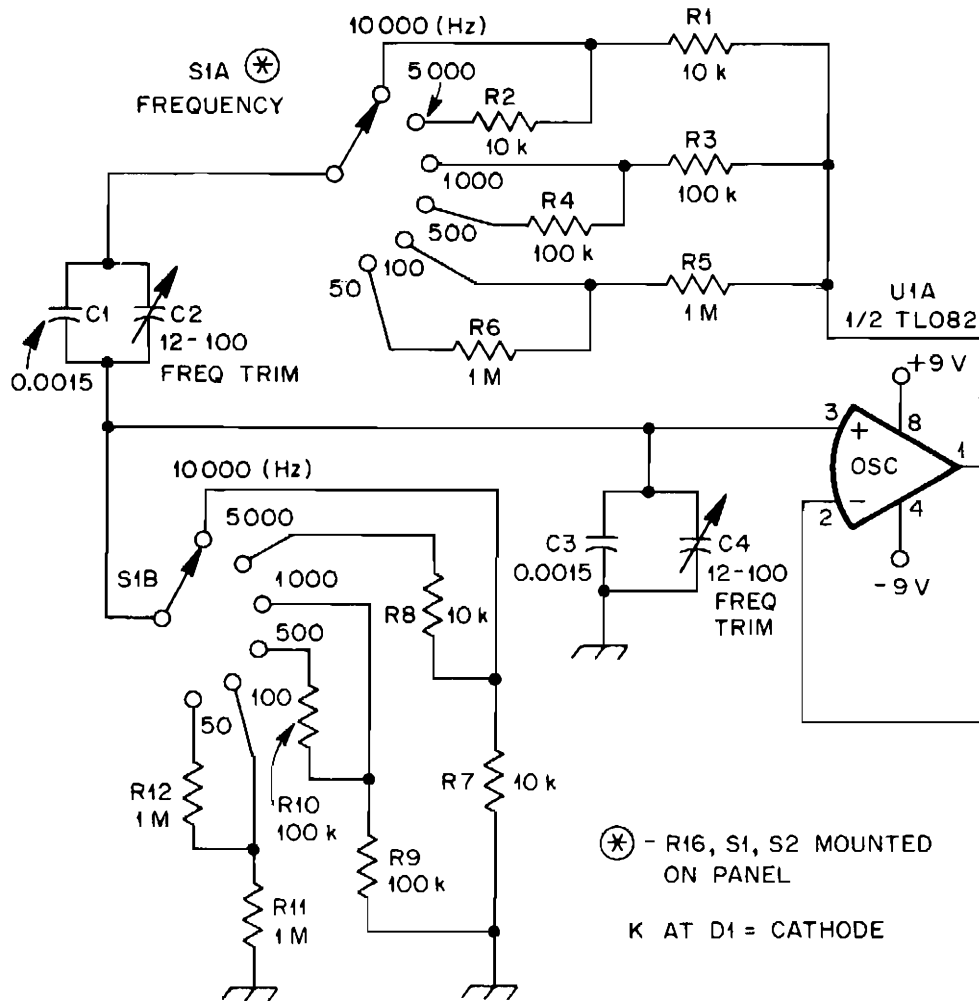 10000 (Hz)
S1A *
FREQUENCY
5000
R1
10 k
R2
10 k
R3
100 k
1000
R4
100 k
500
100
50
R5
1 M
R6
1 M
C1
0.0015
C2
12-100
FREQ TRIM
U1A
1/2 TL082
+9 V
3
+
8
OSC
1
2
−
4
-9 V
10000 (Hz)
5000
S1B
1000
500
100
50
R8
10 k
C3
0.0015
C4
12-100
FREQ
TRIM
R7
10 k
R12
1 M
R10
100 k
R9
100 k
R11
1 M
* - R16, S1, S2 MOUNTED
ON PANEL
K AT D1 = CATHODE